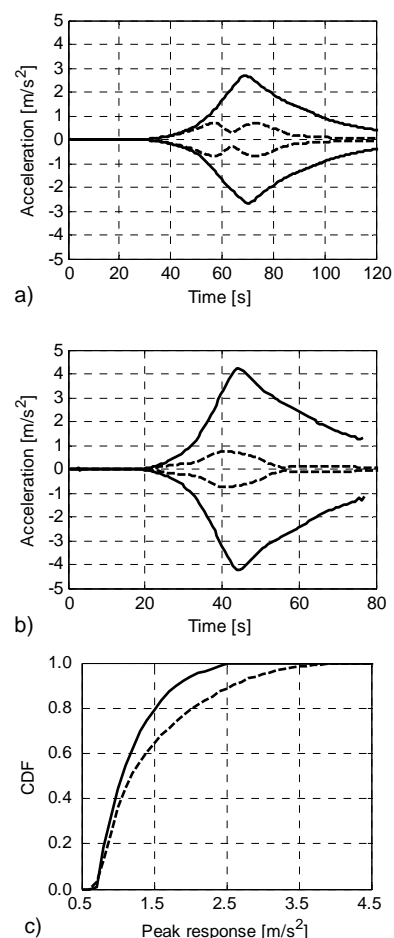 5
4
3
2
1
0
-1
-2
-3
-4
-5
Acceleration [m/s²]
0 20 40 60 80 100 120
Time [s]
a)
5
4
3
2
1
0
-1
-2
-3
-4
-5
Acceleration [m/s²]
0 20 40 60 80
Time [s]
b)
1.0
0.8
0.6
0.4
0.2
0.0
CDF
0.5 1.5 2.5 3.5 4.5
Peak response [m/s²]
c)